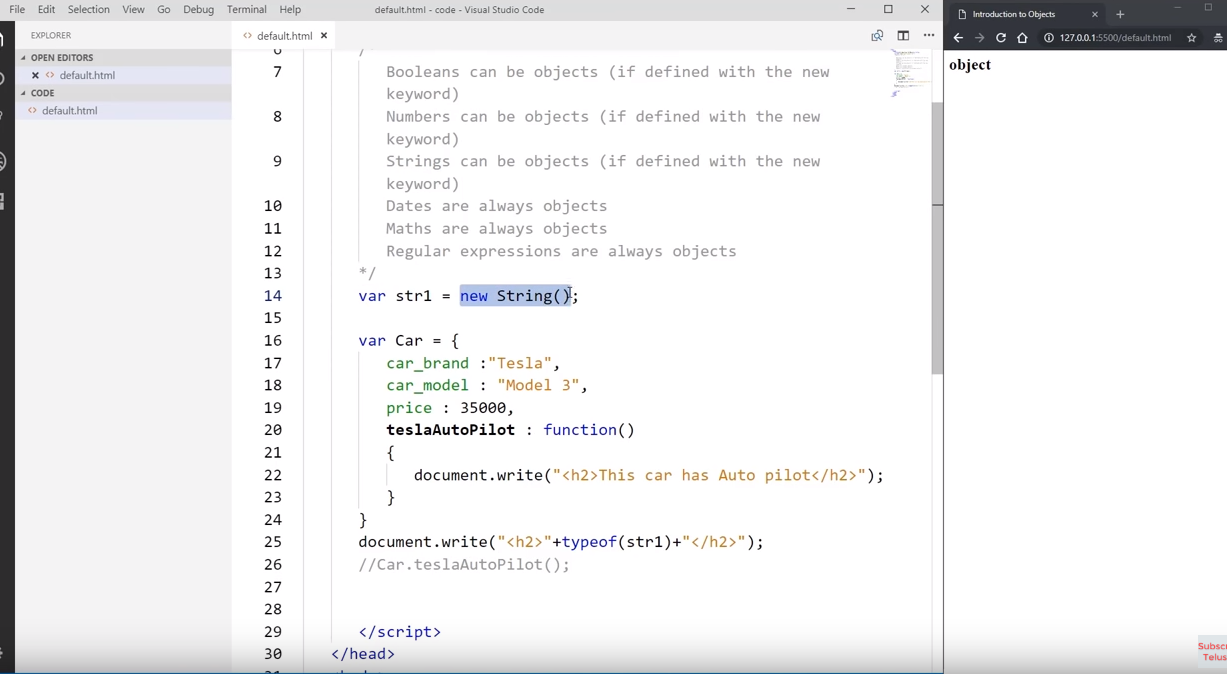 File Edit Selection View Go Debug Terminal Help
default.html - code - Visual Studio Code
Introduction to Objects
127.0.0.1:5500/default.html
EXPLORER
OPEN EDITORS
default.html
CODE
default.html
default.html
6
7 Booleans can be objects (if defined with the new
keyword)
8 Numbers can be objects (if defined with the new
keyword)
9 Strings can be objects (if defined with the new
keyword)
10 Dates are always objects
11 Maths are always objects
12 Regular expressions are always objects
13 */
14 var str1 = new String();
15
16 var Car = {
17 car_brand :"Tesla",
18 car_model : "Model 3",
19 price : 35000,
20 teslaAutoPilot : function()
21 {
22 document.write("<h2>This car has Auto pilot</h2>");
23 }
24 }
25 document.write("<h2>"+typeof(str1)+"</h2>");
26 //Car.teslaAutoPilot();
27
28
29 </script>
30 </head>
object
Subscr
Telus